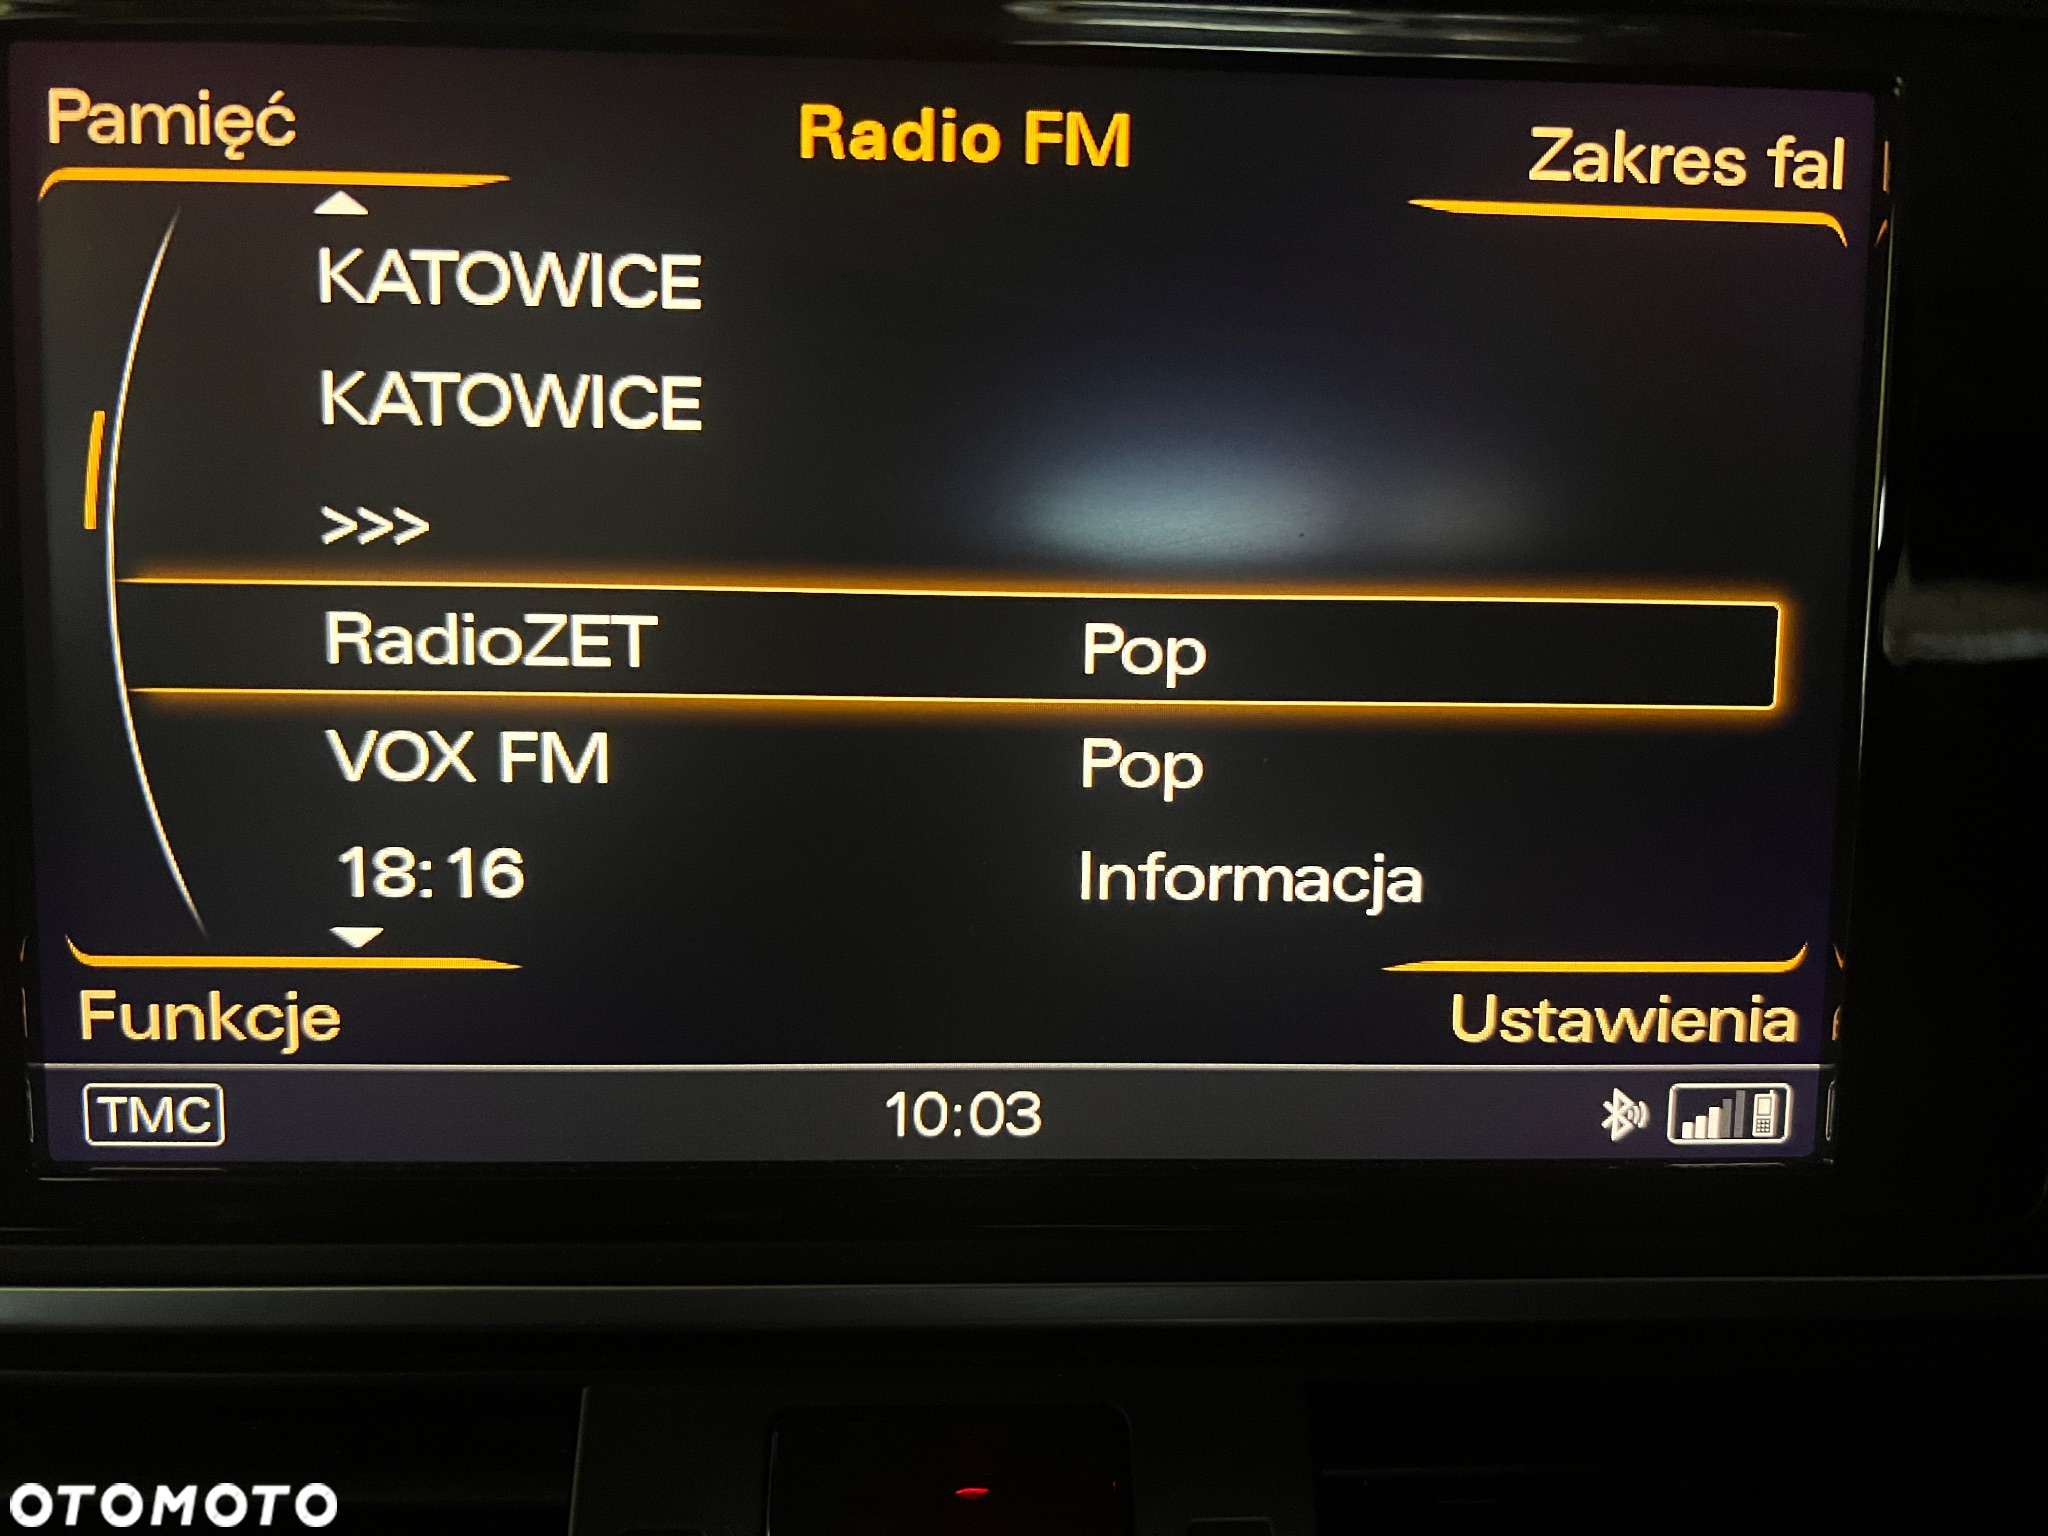 Pamięć
Radio FM
Zakres fal
KATOWICE
KATOWICE
>>>
RadioZET Pop
VOX FM Pop
18:16 Informacja
Funkcje
Ustawienia
TMC
10:03
OTOMOTO